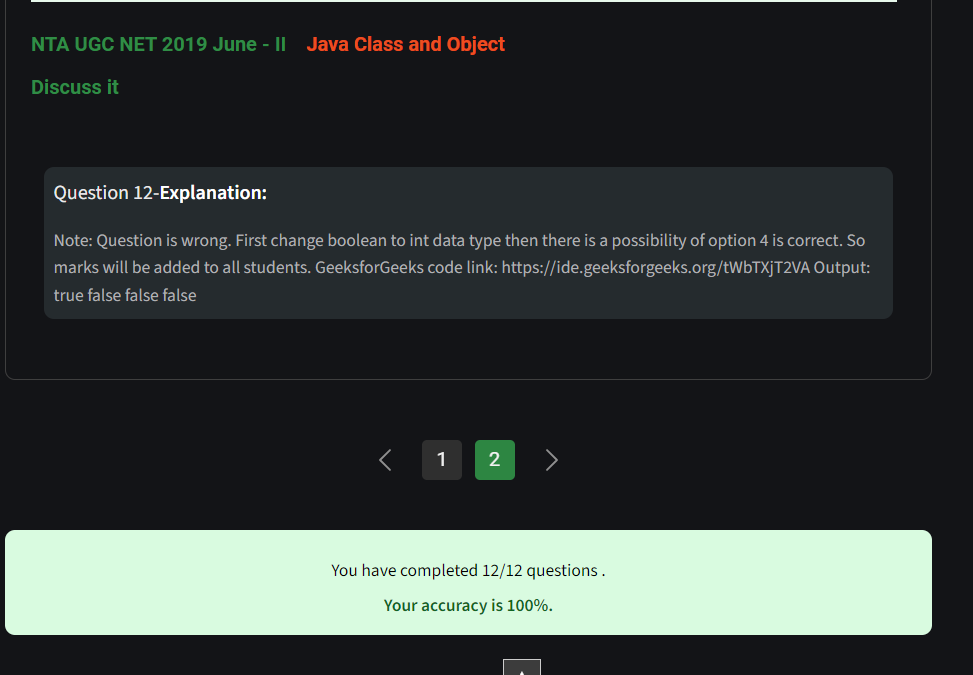 NTA UGC NET 2019 June - II Java Class and Object
Discuss it
Question 12-Explanation:
Note: Question is wrong. First change boolean to int data type then there is a possibility of option 4 is correct. So
marks will be added to all students. GeeksforGeeks code link: https://ide.geeksforgeeks.org/tWbTXjT2VA Output:
true false false false
1 2
You have completed 12/12 questions .
Your accuracy is 100%.